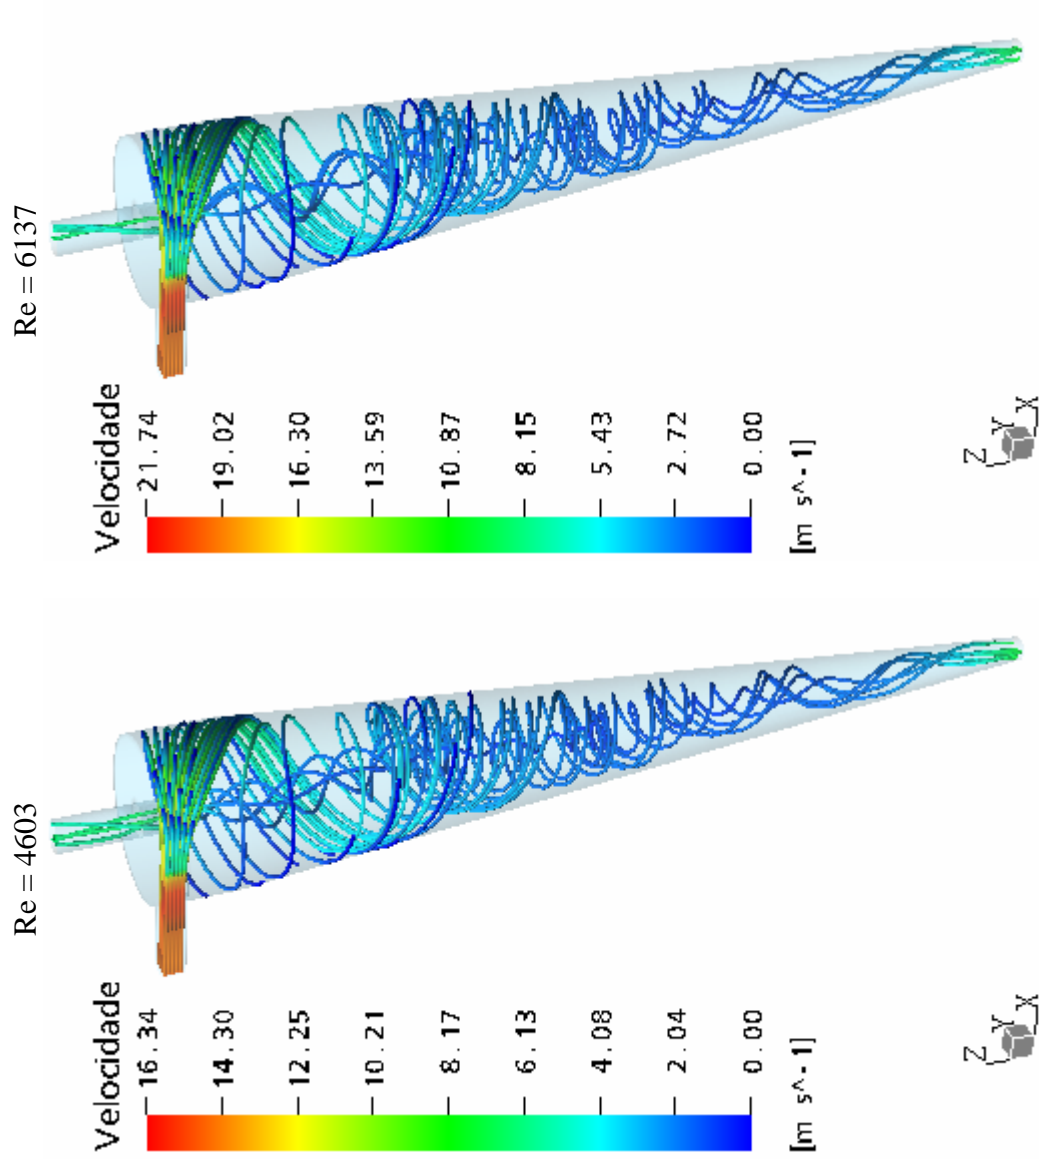 Re = 4603
Velocidade
16.34
14.30
12.25
10.21
8.17
6.13
4.08
2.04
0.00
[m s^-1]
Z
Y
X
Re = 6137
Velocidade
21.74
19.02
16.30
13.59
10.87
8.15
5.43
2.72
0.00
[m s^-1]
Z
Y
X